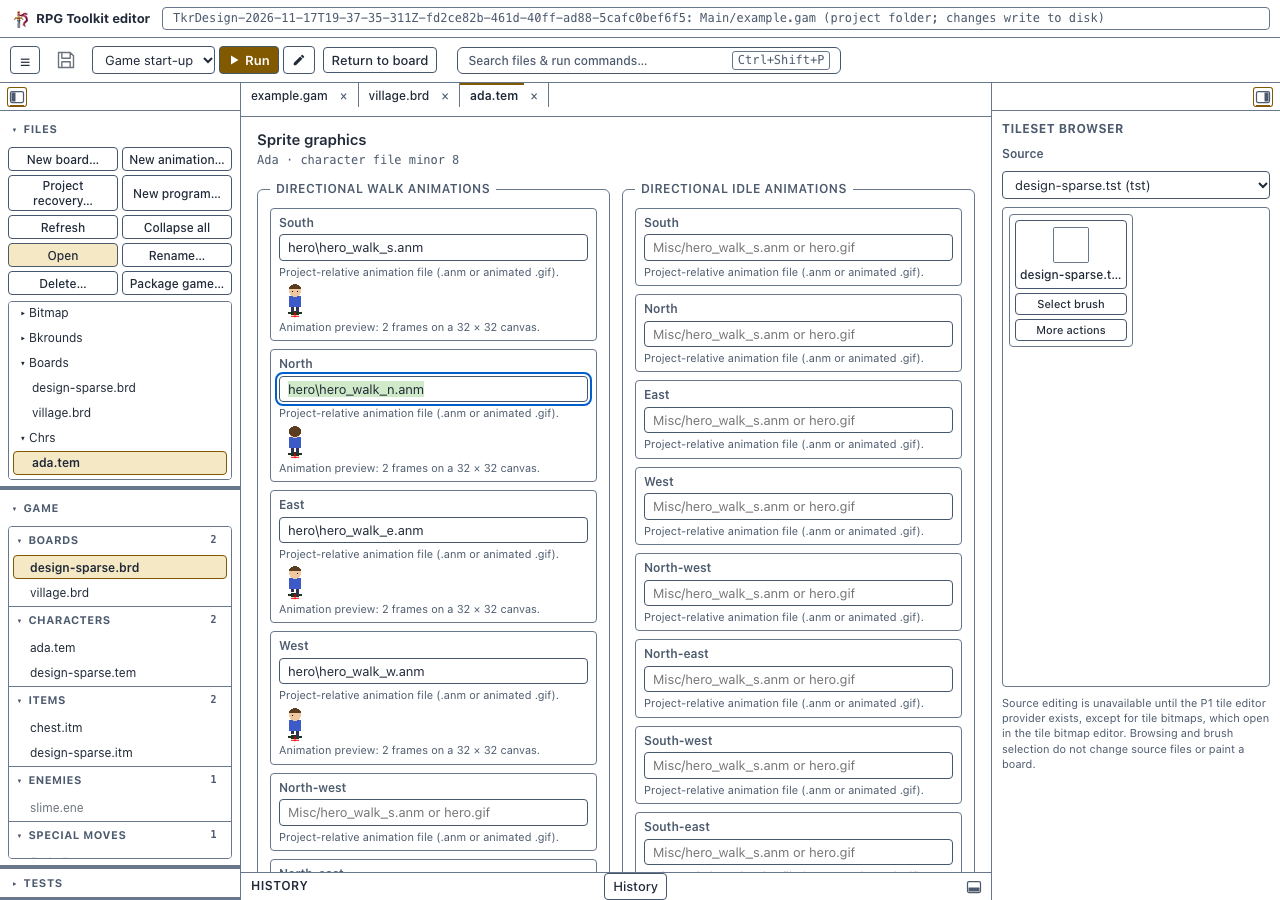 RPG Toolkit editor
TkrDesign-2026-11-17T19-37-35-311Z-fd2ce82b-461d-40ff-ad88-5cafc0bef6f5: Main/example.gam (project folder; changes write to disk)
Game start-up
Run
Return to board
Search files & run commands...
Ctrl+Shift+P
FILES
New board...
New animation...
Project recovery...
New program...
Refresh
Collapse all
Open
Rename...
Delete...
Package game...
Bitmap
Bkrounds
Boards
design-sparse.brd
village.brd
Chrs
ada.tem
GAME
BOARDS 2
design-sparse.brd
village.brd
CHARACTERS 2
ada.tem
design-sparse.tem
ITEMS 2
chest.itm
design-sparse.itm
ENEMIES 1
slime.ene
SPECIAL MOVES 1
TESTS
example.gam ×
village.brd ×
ada.tem ×
Sprite graphics
Ada · character file minor 8
DIRECTIONAL WALK ANIMATIONS
South
hero\hero_walk_s.anm
Project-relative animation file (.anm or animated .gif).
Animation preview: 2 frames on a 32 × 32 canvas.
North
hero\hero_walk_n.anm
Project-relative animation file (.anm or animated .gif).
Animation preview: 2 frames on a 32 × 32 canvas.
East
hero\hero_walk_e.anm
Project-relative animation file (.anm or animated .gif).
Animation preview: 2 frames on a 32 × 32 canvas.
West
hero\hero_walk_w.anm
Project-relative animation file (.anm or animated .gif).
Animation preview: 2 frames on a 32 × 32 canvas.
North-west
Misc/hero_walk_s.anm or hero.gif
Project-relative animation file (.anm or animated .gif).
DIRECTIONAL IDLE ANIMATIONS
South
Misc/hero_walk_s.anm or hero.gif
Project-relative animation file (.anm or animated .gif).
North
Misc/hero_walk_s.anm or hero.gif
Project-relative animation file (.anm or animated .gif).
East
Misc/hero_walk_s.anm or hero.gif
Project-relative animation file (.anm or animated .gif).
West
Misc/hero_walk_s.anm or hero.gif
Project-relative animation file (.anm or animated .gif).
North-west
Misc/hero_walk_s.anm or hero.gif
Project-relative animation file (.anm or animated .gif).
North-east
Misc/hero_walk_s.anm or hero.gif
Project-relative animation file (.anm or animated .gif).
South-west
Misc/hero_walk_s.anm or hero.gif
Project-relative animation file (.anm or animated .gif).
South-east
Misc/hero_walk_s.anm or hero.gif
HISTORY
History
TILESET BROWSER
Source
design-sparse.tst (tst)
design-sparse.t...
Select brush
More actions
Source editing is unavailable until the P1 tile editor
provider exists, except for tile bitmaps, which open
in the tile bitmap editor. Browsing and brush
selection do not change source files or paint a
board.